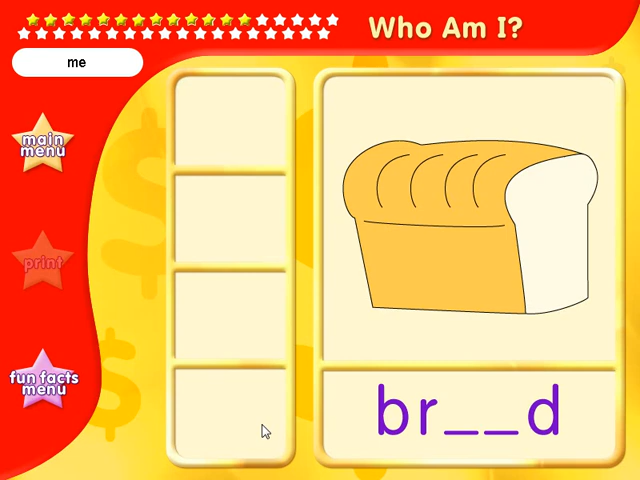 Who Am I?
me
main
menu
print
fun facts
menu
br__d